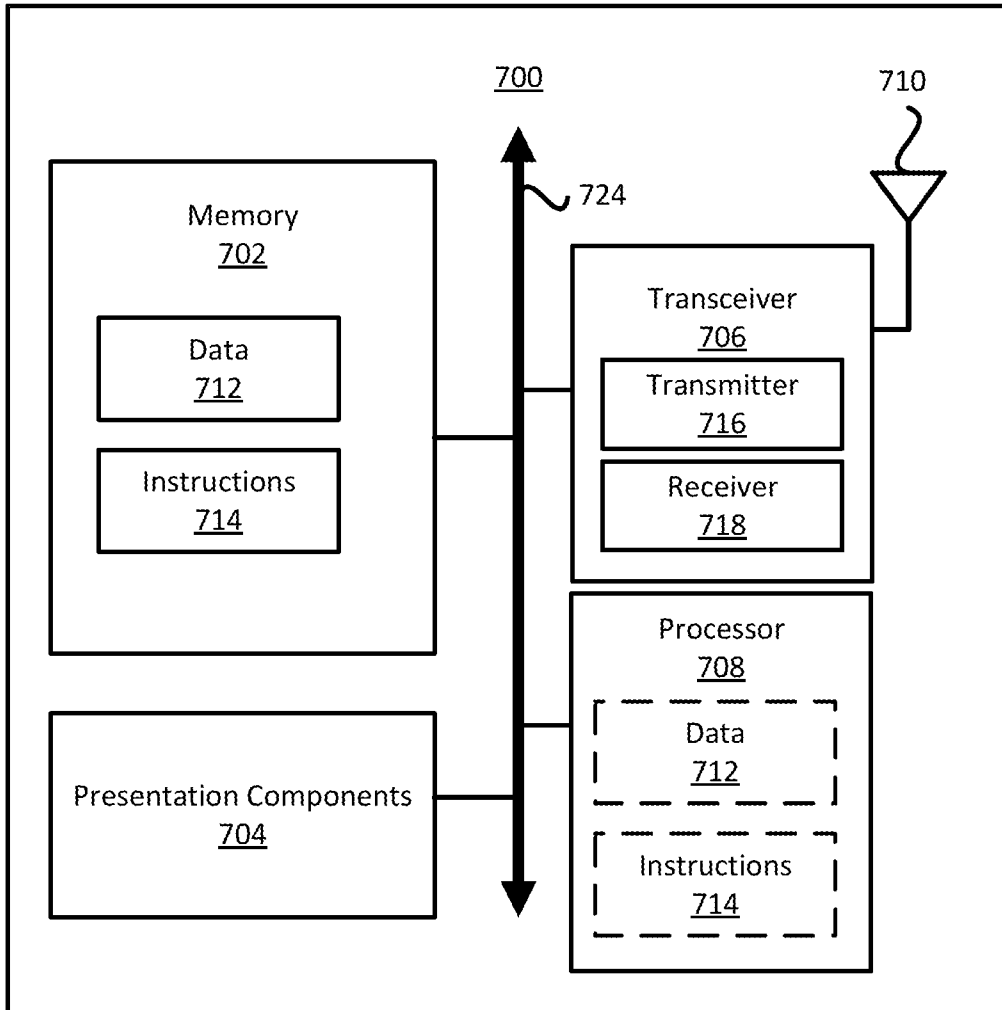 700
710
724
Memory
702
Data
712
Instructions
714
Transceiver
706
Transmitter
716
Receiver
718
Presentation Components
704
Processor
708
Data
712
Instructions
714